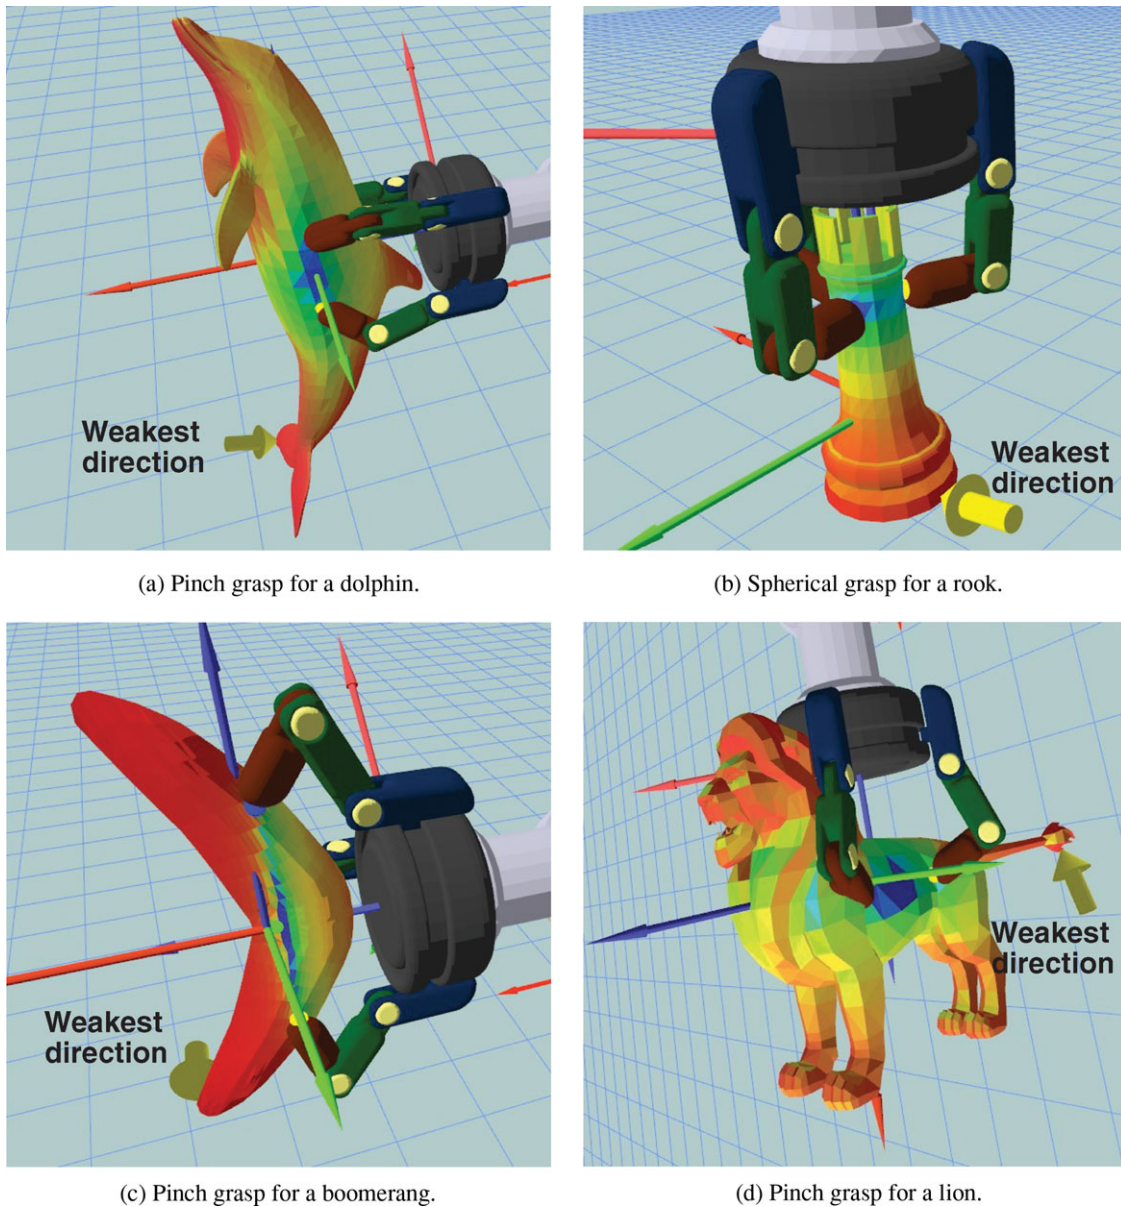 Weakest
direction
Weakest
direction
(a) Pinch grasp for a dolphin.
(b) Spherical grasp for a rook.
Weakest
direction
Weakest
direction
(c) Pinch grasp for a boomerang.
(d) Pinch grasp for a lion.